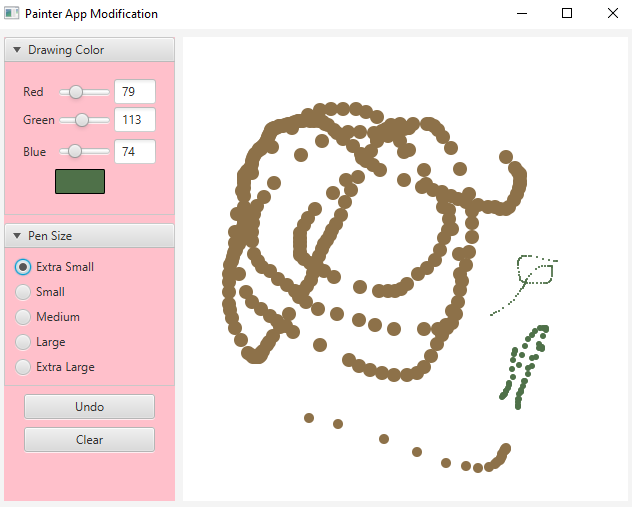 Painter App Modification
Drawing Color
Red 79
Green 113
Blue 74
Pen Size
Extra Small
Small
Medium
Large
Extra Large
Undo
Clear